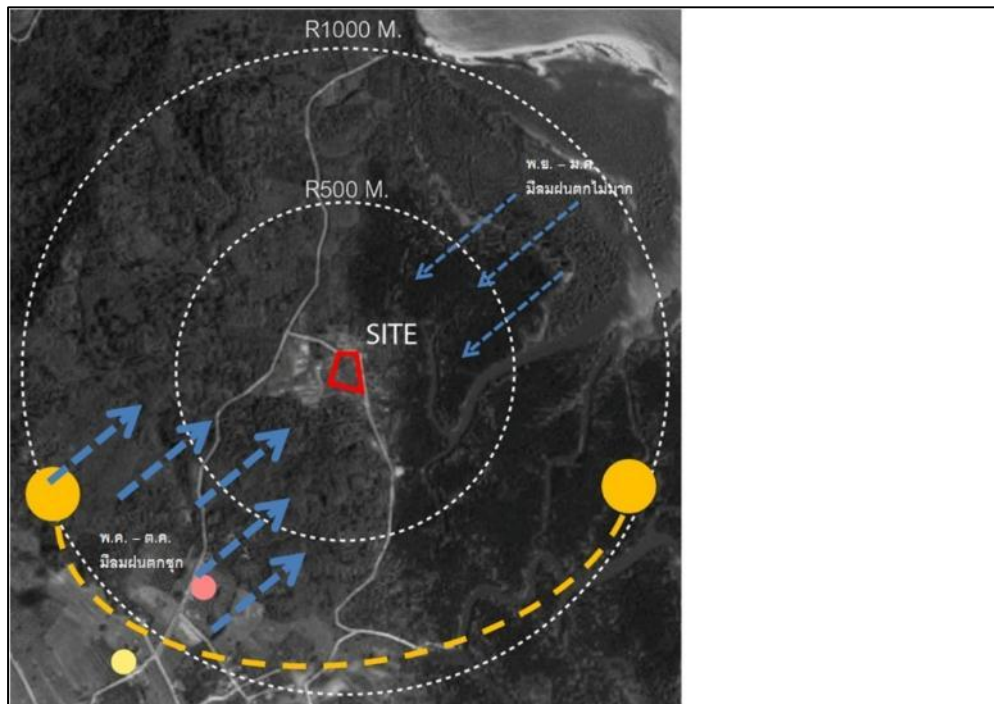 R1000 M.
พ.ย. – ม.ค
มีลมฝนตกไม่มาก
R500 M.
SITE
พ.ค. – ต.ค.
มีลมฝนตกชุก